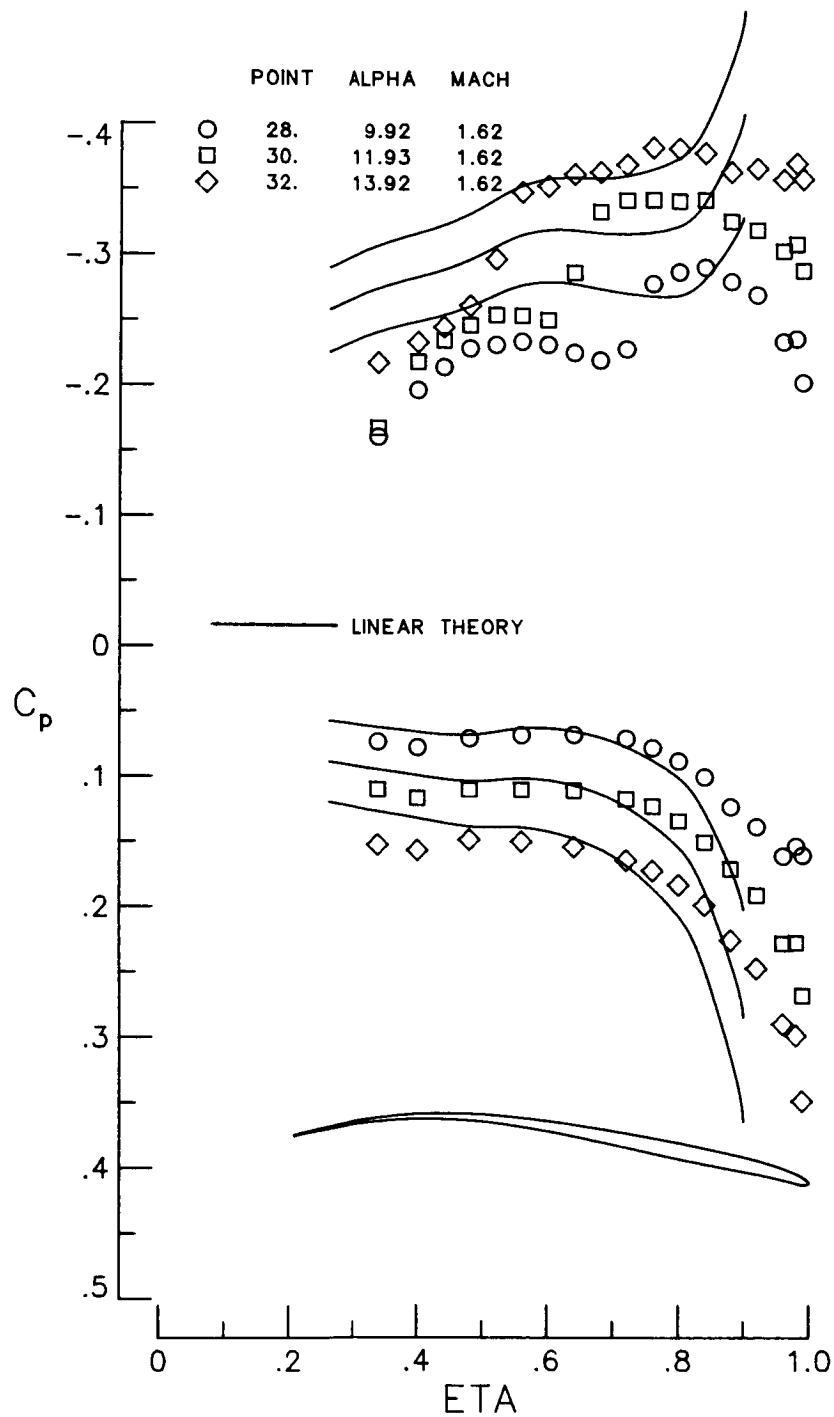 POINT ALPHA MACH
28. 9.92 1.62
30. 11.93 1.62
32. 13.92 1.62
-.4
-.3
-.2
-.1
LINEAR THEORY
0
Cp
.1
.2
.3
.4
.5
0 .2 .4 .6 .8 1.0
ETA